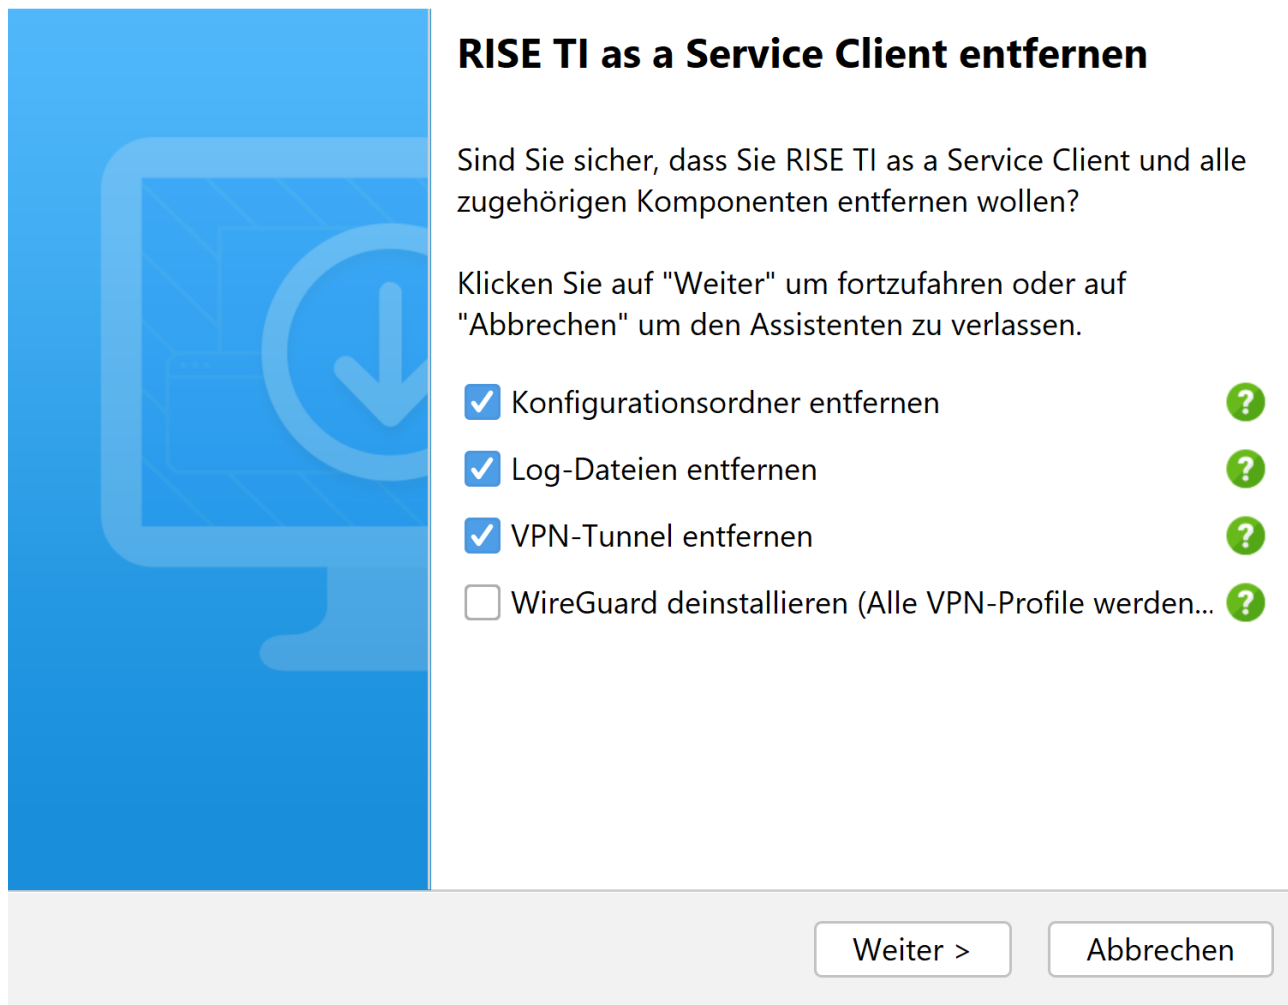 RISE TI as a Service Client entfernen
Sind Sie sicher, dass Sie RISE TI as a Service Client und alle
zugehörigen Komponenten entfernen wollen?
Klicken Sie auf "Weiter" um fortzufahren oder auf
"Abbrechen" um den Assistenten zu verlassen.
Konfigurationsordner entfernen ?
Log-Dateien entfernen ?
VPN-Tunnel entfernen ?
WireGuard deinstallieren (Alle VPN-Profile werden... ?
Weiter > Abbrechen